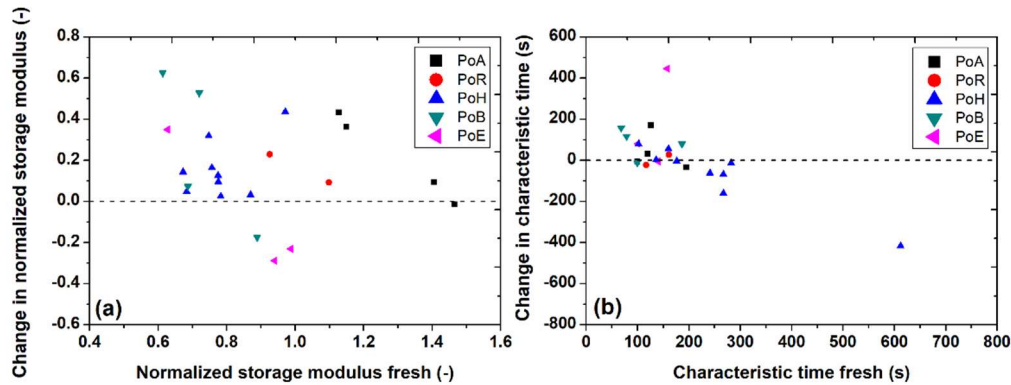 Change in normalized storage modulus (-)
0.8
0.6
0.4
0.2
0.0
-0.2
-0.4
-0.6
PoA
PoR
PoH
PoB
PoE
(a)
0.4
0.6
0.8
1.0
1.2
1.4
1.6
Normalized storage modulus fresh (-)
Change in characteristic time (s)
600
400
200
0
-200
-400
-600
-800
PoA
PoR
PoH
PoB
PoE
(b)
0
100
200
300
400
500
600
700
800
Characteristic time fresh (s)